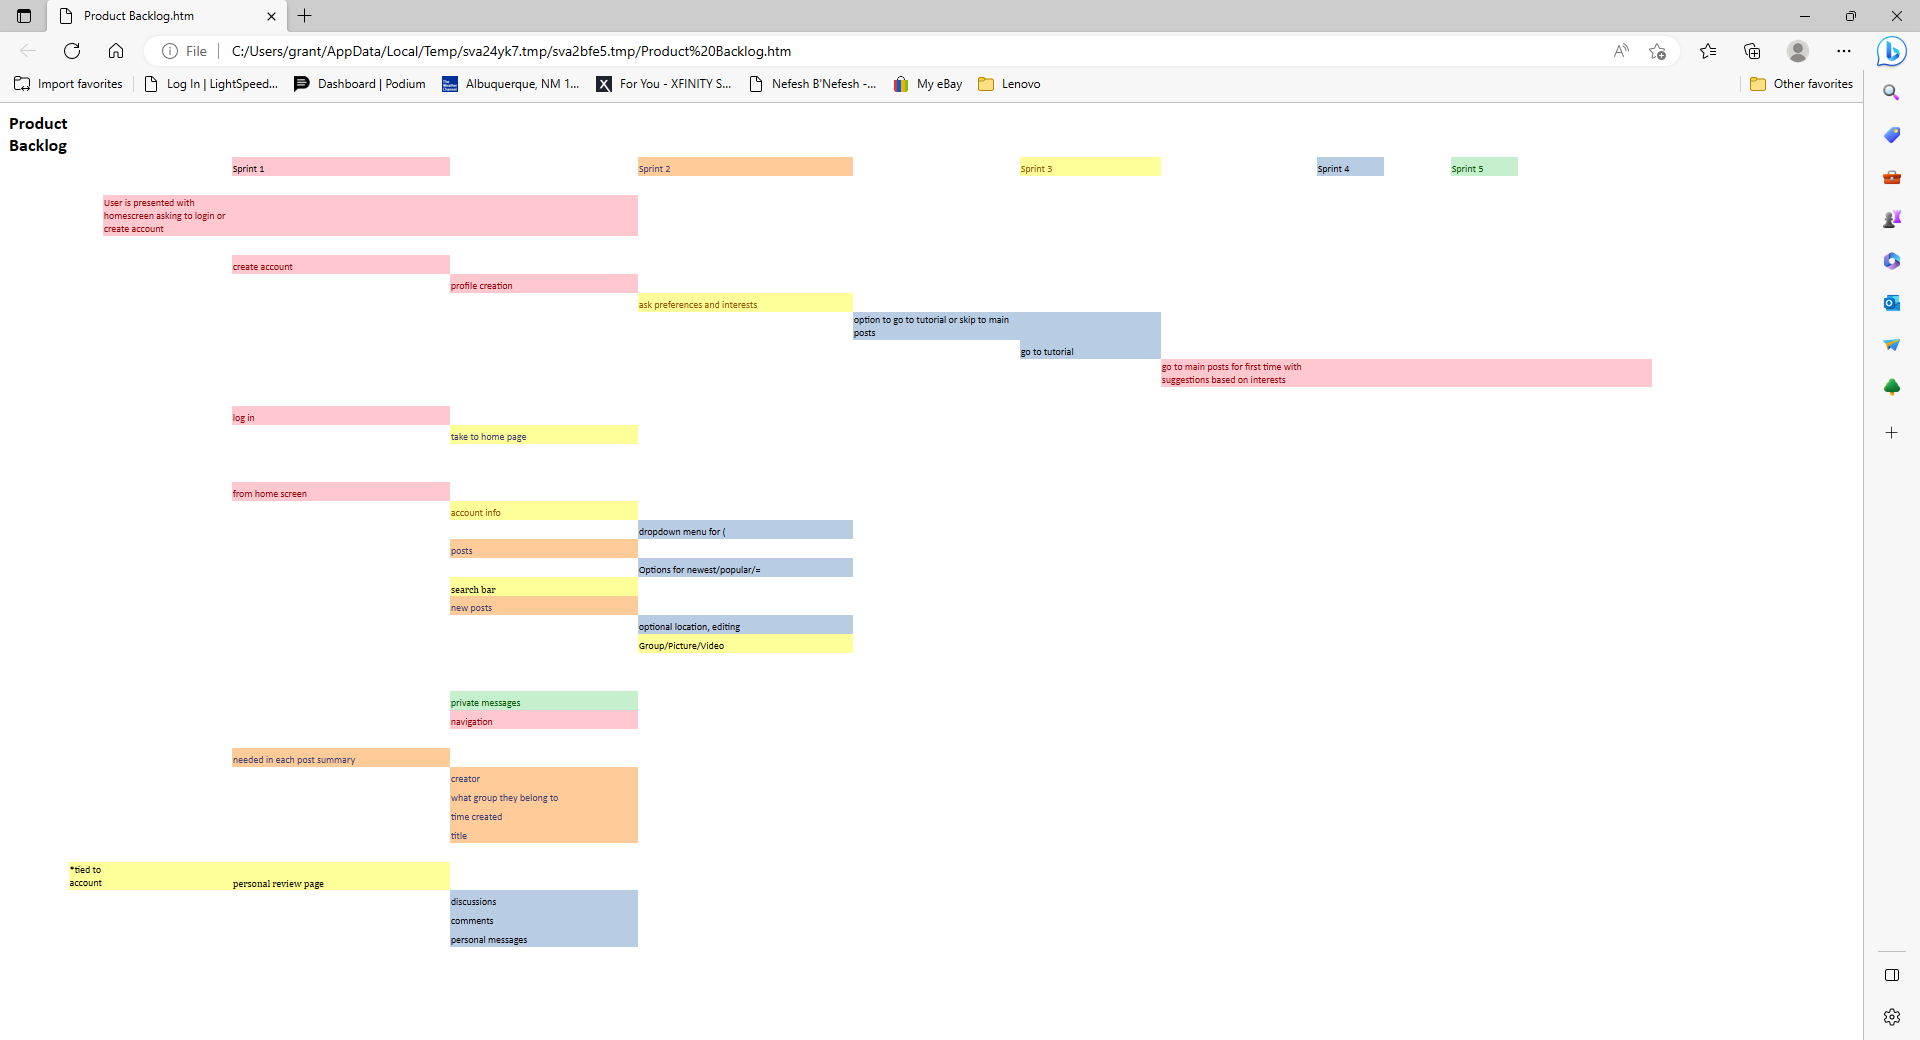 Product Backlog.htm
File
C:/Users/grant/AppData/Local/Temp/sva24yk7.tmp/sva2bfe5.tmp/Product%20Backlog.htm
Import favorites
Log In | LightSpeed...
Dashboard | Podium
Albuquerque, NM 1...
For You - XFINITY S...
Nefesh B'Nefesh -...
My eBay
Lenovo
Other favorites
Product
Backlog
Sprint 1
Sprint 2
Sprint 3
Sprint 4
Sprint 5
User is presented with
homescreen asking to login or
create account
create account
profile creation
ask preferences and interests
option to go to tutorial or skip to main
posts
go to tutorial
go to main posts for first time with
suggestions based on interests
log in
take to home page
from home screen
account info
dropdown menu for (
posts
Options for newest/popular/=
search bar
new posts
optional location, editing
Group/Picture/Video
private messages
navigation
needed in each post summary
creator
what group they belong to
time created
title
*tied to
account
personal review page
discussions
comments
personal messages